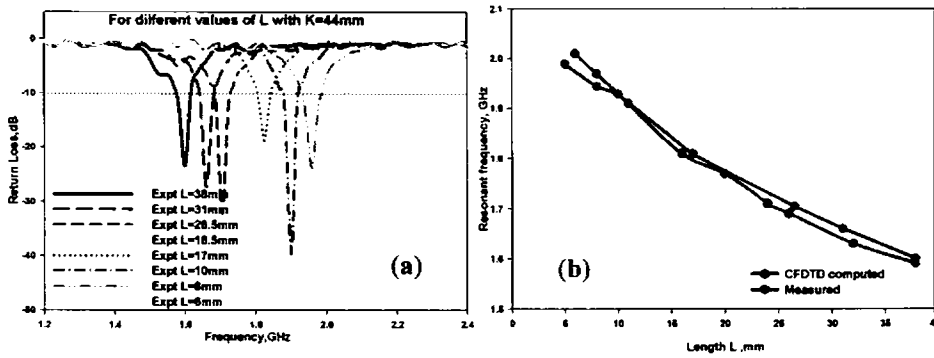 For different values of L with K=44mm
Return Loss,dB
0
-10
-20
-30
-40
-50
Expt L=38mm
Expt L=31mm
Expt L=26.5mm
Expt L=18.5mm
Expt L=17mm
Expt L=10mm
Expt L=8mm
Expt L=6mm
(a)
1.2
1.4
1.6
1.8
2.0
2.2
2.4
Frequency,GHz
Resonant frequency, GHz
2.1
2.0
1.9
1.8
1.7
1.6
1.5
(b)
CFDTD computed
Measured
0
5
10
15
20
25
30
35
40
Length L ,mm